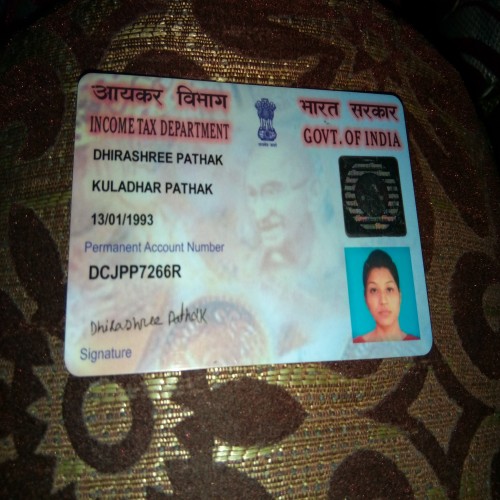 आयकर विभाग
भारत सरकार
INCOME TAX DEPARTMENT
GOVT. OF INDIA
DHIRASHREE PATHAK
KULADHAR PATHAK
13/01/1993
Permanent Account Number
DCJPP7266R
Dhirashree Pathak
Signature